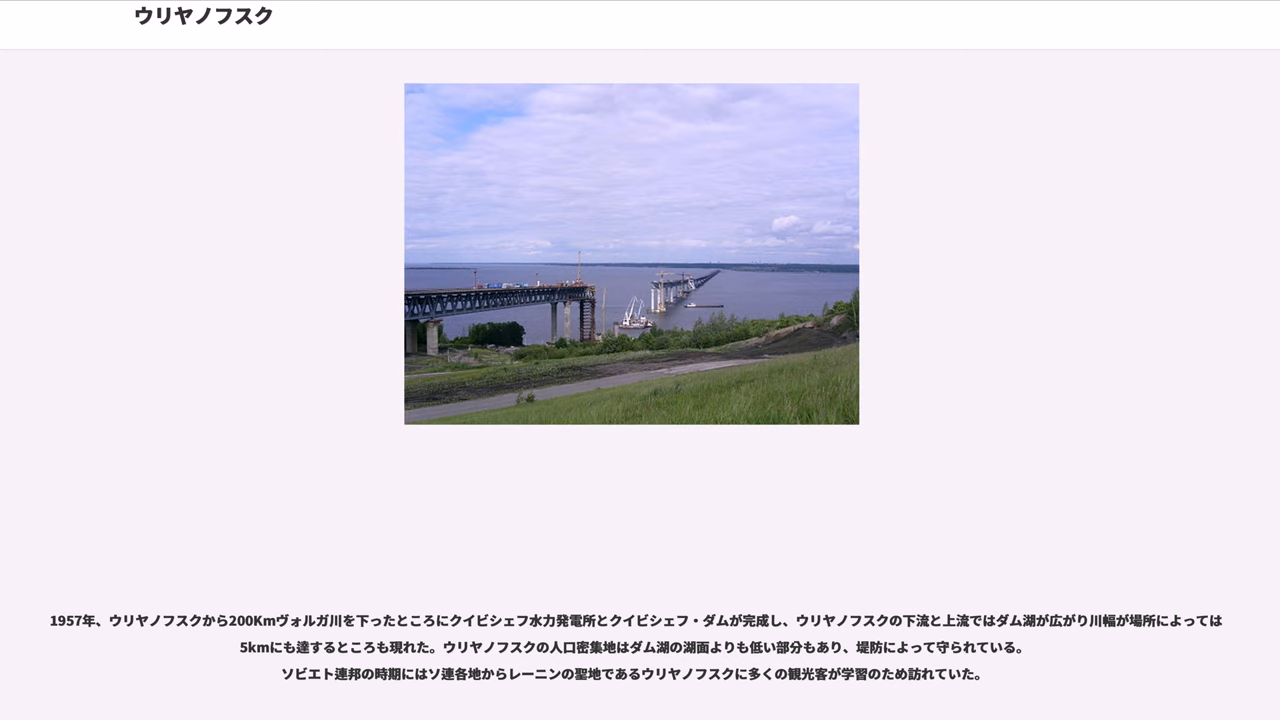 ウリヤノフスク
1957年、ウリヤノフスクから200Kmヴォルガ川を下ったところにクイビシェフ水力発電所とクイビシェフ・ダムが完成し、ウリヤノフスクの下流と上流ではダム湖が広がり川幅が場所によっては
5kmにも達するところも現れた。ウリヤノフスクの人口密集地はダム湖の湖面よりも低い部分もあり、堤防によって守られている。
ソビエト連邦の時期にはソ連各地からレーニンの聖地であるウリヤノフスクに多くの観光客が学習のため訪れていた。